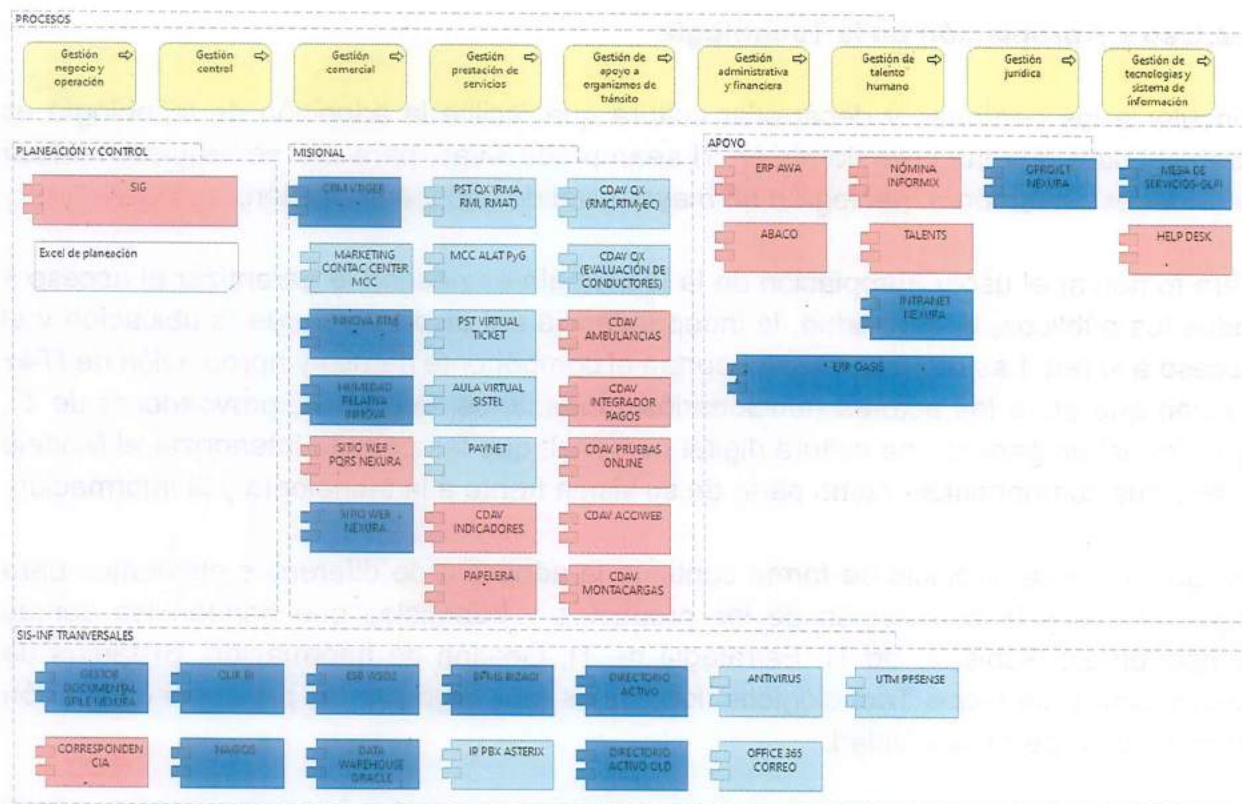 PROCESOS
Gestión
negocio y
operación
Gestión
control
Gestión
comercial
Gestión
prestación de
servicios
Gestión de
apoyo a
organismos de
tránsito
Gestión
administrativa
y financiera
Gestión de
talento
humano
Gestión
jurídica
Gestión de
tecnologías y
sistema de
información
PLANEACIÓN Y CONTROL
SIG
Excel de planeación
MISIONAL
CRM VTIGER
PST QX (RMA,
RMI, RMAT)
CDAV QX
(RMC,RTMyEC)
MARKETING
CONTAC CENTER
MCC
MCC ALAT PyG
CDAV QX
(EVALUACIÓN DE
CONDUCTORES)
INNOVA RTM
PST VIRTUAL
TICKET
CDAV
AMBULANCIAS
HUMEDAD
RELATIVA
INNOVA
AULA VIRTUAL
SISTEL
CDAV
INTEGRADOR
PAGOS
SITIO WEB -
PQRS NEXURA
PAYNET
CDAV PRUEBAS
ONLINE
SITIO WEB
NEXURA
CDAV
INDICADORES
CDAV ACCIWEB
PAPELERA
CDAV
MONTACARGAS
APOYO
ERP AWA
NÓMINA
INFORMIX
GPROJCT
NEXURA
MESA DE
SERVICIOS-GLPI
ABACO
TALENTS
HELP DESK
INTRANET
NEXURA
ERP OASIS
SIS-INF TRANVERSALES
GESTOR
DOCUMENTAL
GFILE NEXURA
QLIK BI
ESB WSO2
BPMS BIZAGI
DIRECTORIO
ACTIVO
ANTIVIRUS
UTM PFSENSE
CORRESPONDEN
CIA
NAGIOS
DATA
WAREHOUSE
ORACLE
IP PBX ASTERIX
DIRECTORIO
ACTIVO OLD
OFFICE 365
CORREO